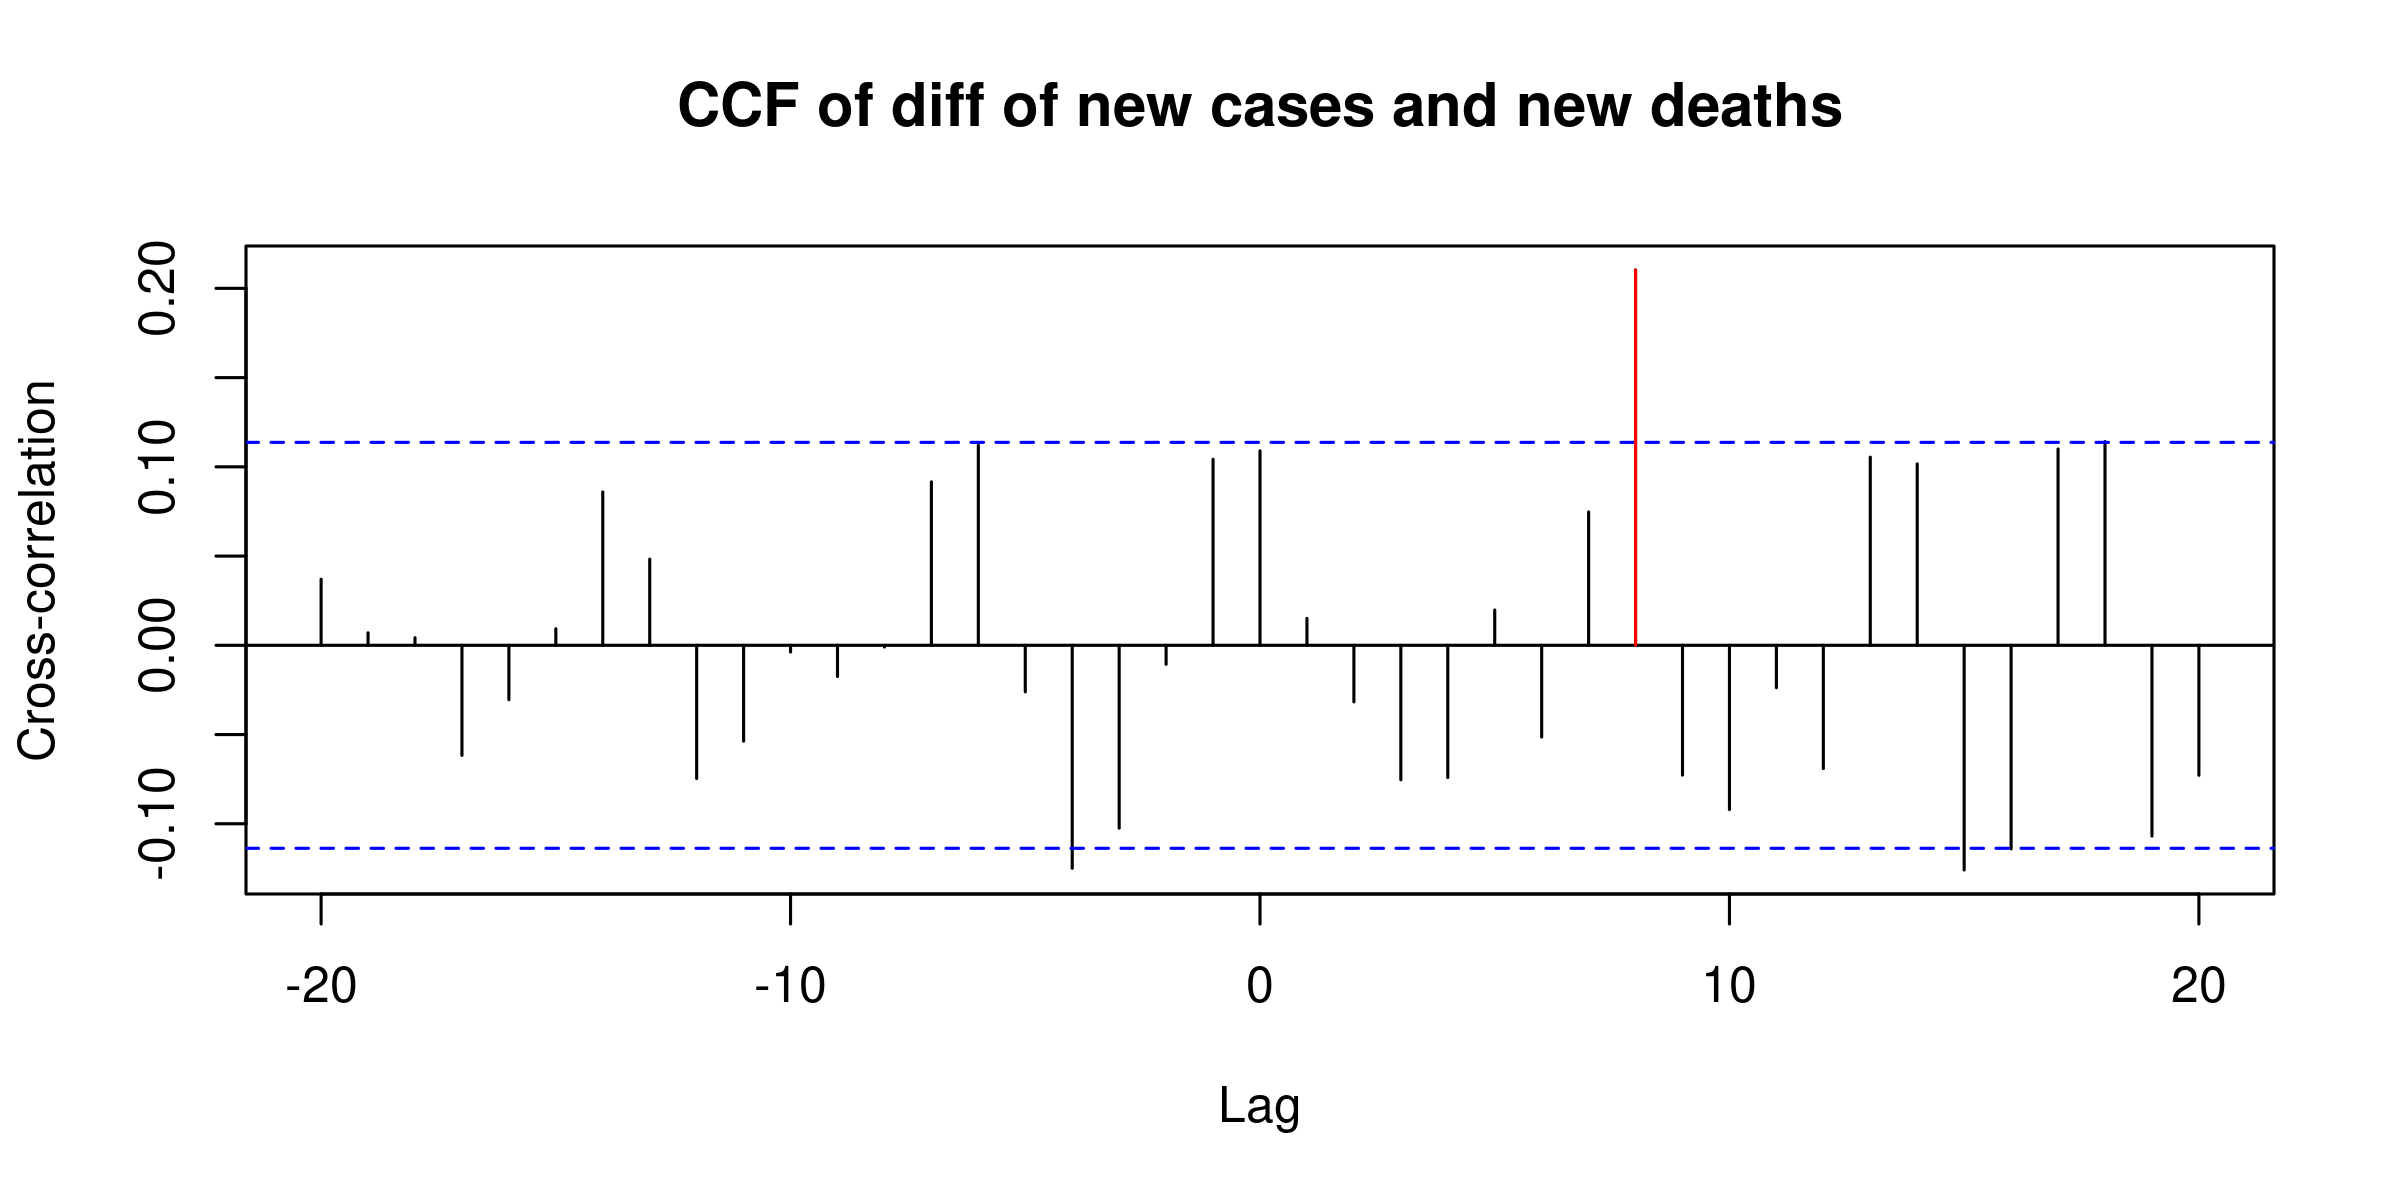 CCF of diff of new cases and new deaths
Cross-correlation
0.20
0.10
0.00
-0.10
-20 -10 0 10 20
Lag